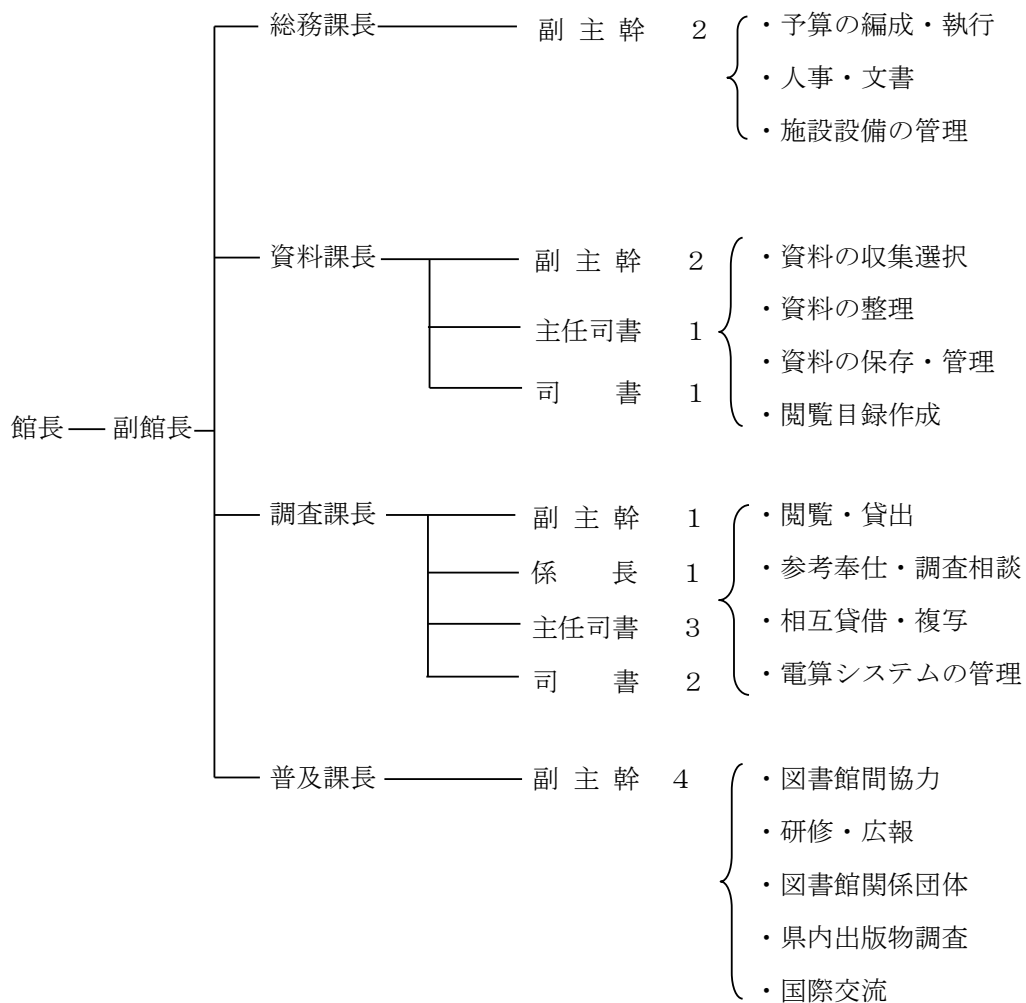 総務課長 副主幹 2 ・予算の編成・執行
・人事・文書
・施設設備の管理
資料課長 副主幹 2 ・資料の収集選択
・資料の整理
主任司書 1
・資料の保存・管理
司書 1
・閲覧目録作成
館長 副館長
調査課長 副主幹 1 ・閲覧・貸出
係長 1 ・参考奉仕・調査相談
主任司書 3 ・相互貸借・複写
司書 2 ・電算システムの管理
普及課長 副主幹 4 ・図書館間協力
・研修・広報
・図書館関係団体
・県内出版物調査
・国際交流